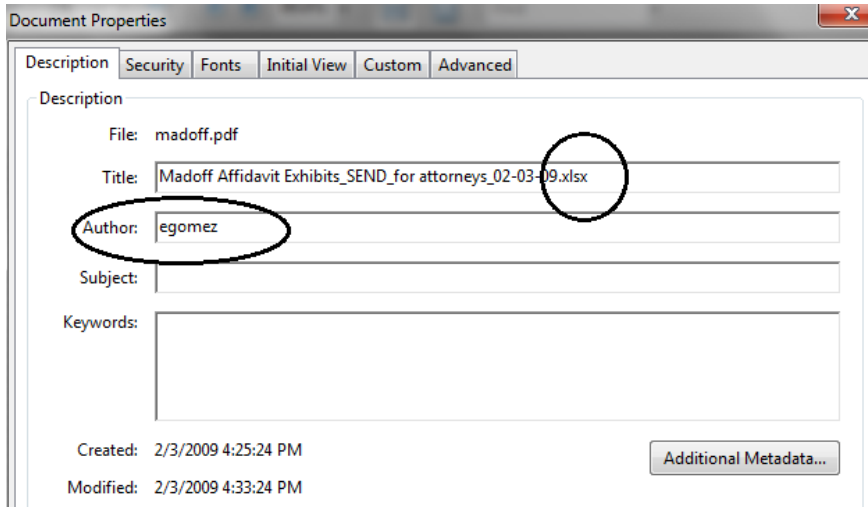 Document Properties
Description Security Fonts Initial View Custom Advanced
Description
File: madoff.pdf
Title: Madoff Affidavit Exhibits_SEND_for attorneys_02-03-09.xlsx
Author: egomez
Subject:
Keywords:
Created: 2/3/2009 4:25:24 PM
Additional Metadata...
Modified: 2/3/2009 4:33:24 PM